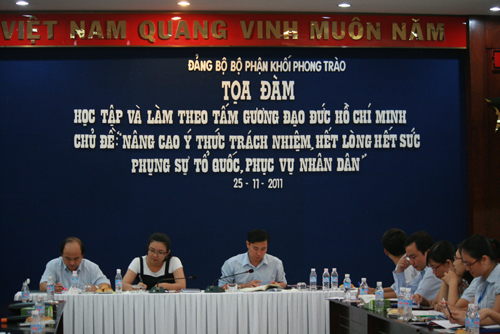 VIỆT NAM QUANG VINH MUÔN NĂM
ĐẢNG BỘ BỘ PHẬN KHỐI PHONG TRÀO
TỌA ĐÀM
HỌC TẬP VÀ LÀM THEO TẤM GƯƠNG ĐẠO ĐỨC HỒ CHÍ MINH
CHỦ ĐỀ: "NÂNG CAO Ý THỨC TRÁCH NHIỆM, HẾT LÒNG HẾT SỨC
PHỤNG SỰ TỔ QUỐC, PHỤC VỤ NHÂN DÂN"
25 - 11 - 2011